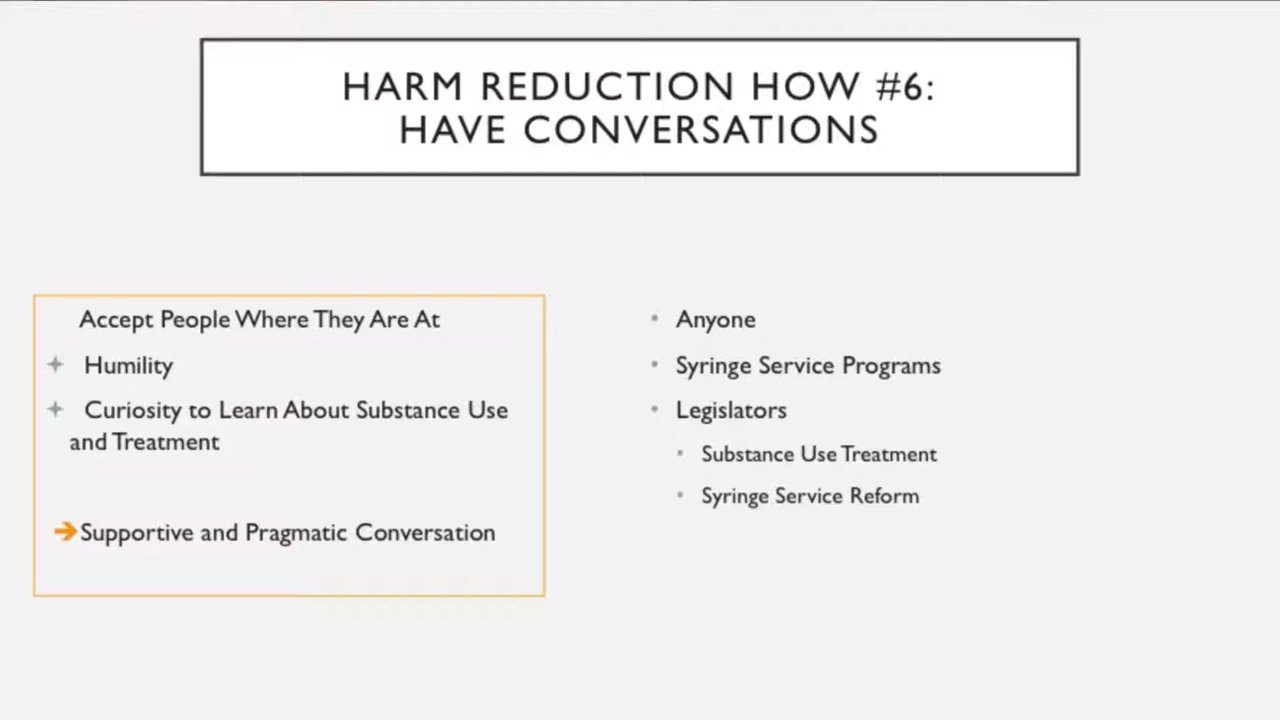 HARM REDUCTION HOW #6:
HAVE CONVERSATIONS
Accept People Where They Are At
Humility
Curiosity to Learn About Substance Use
and Treatment
Supportive and Pragmatic Conversation
Anyone
Syringe Service Programs
Legislators
Substance Use Treatment
Syringe Service Reform